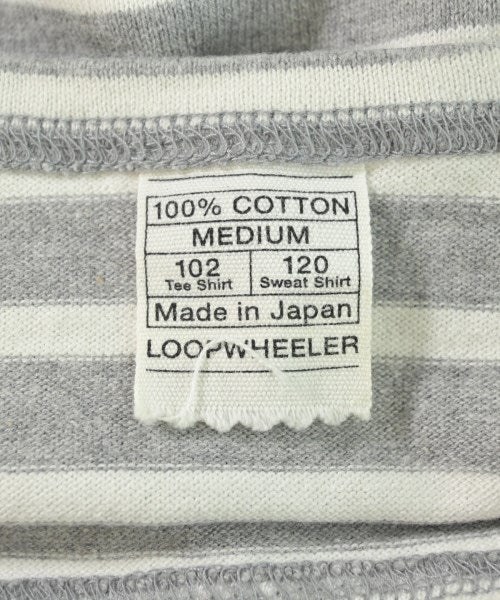 100% COTTON
MEDIUM
102 120
Tee Shirt Sweat Shirt
Made in Japan
LOOPWHEELER